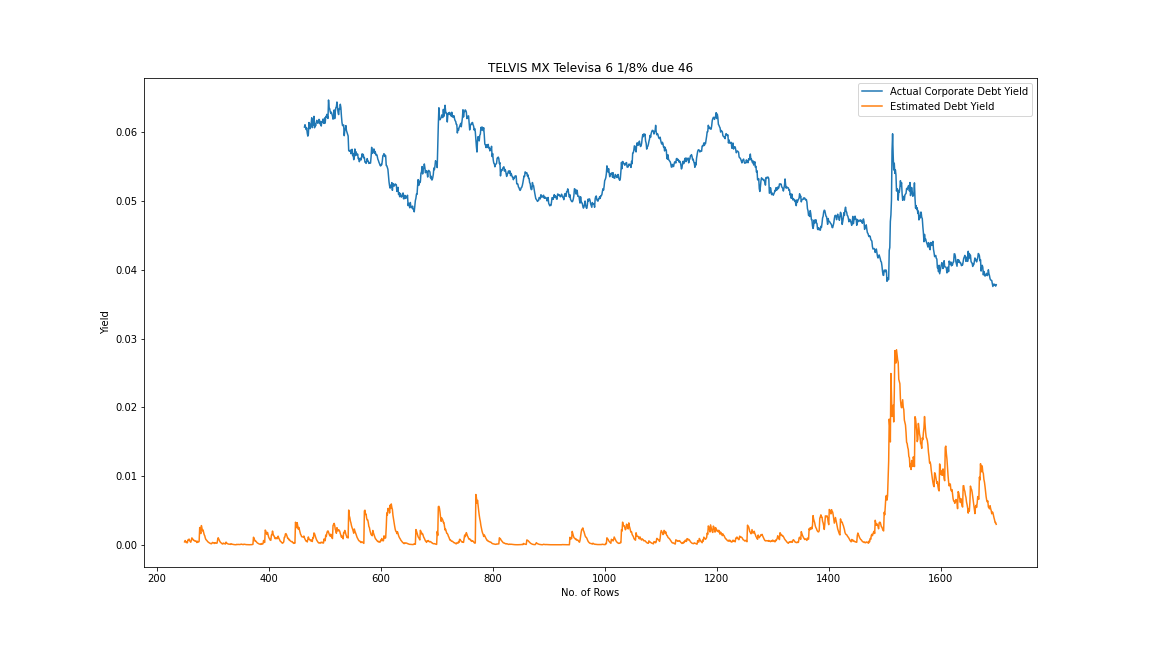 TELVIS MX Televisa 6 1/8% due 46
Actual Corporate Debt Yield
Estimated Debt Yield
Yield
0.06
0.05
0.04
0.03
0.02
0.01
0.00
200 400 600 800 1000 1200 1400 1600
No. of Rows